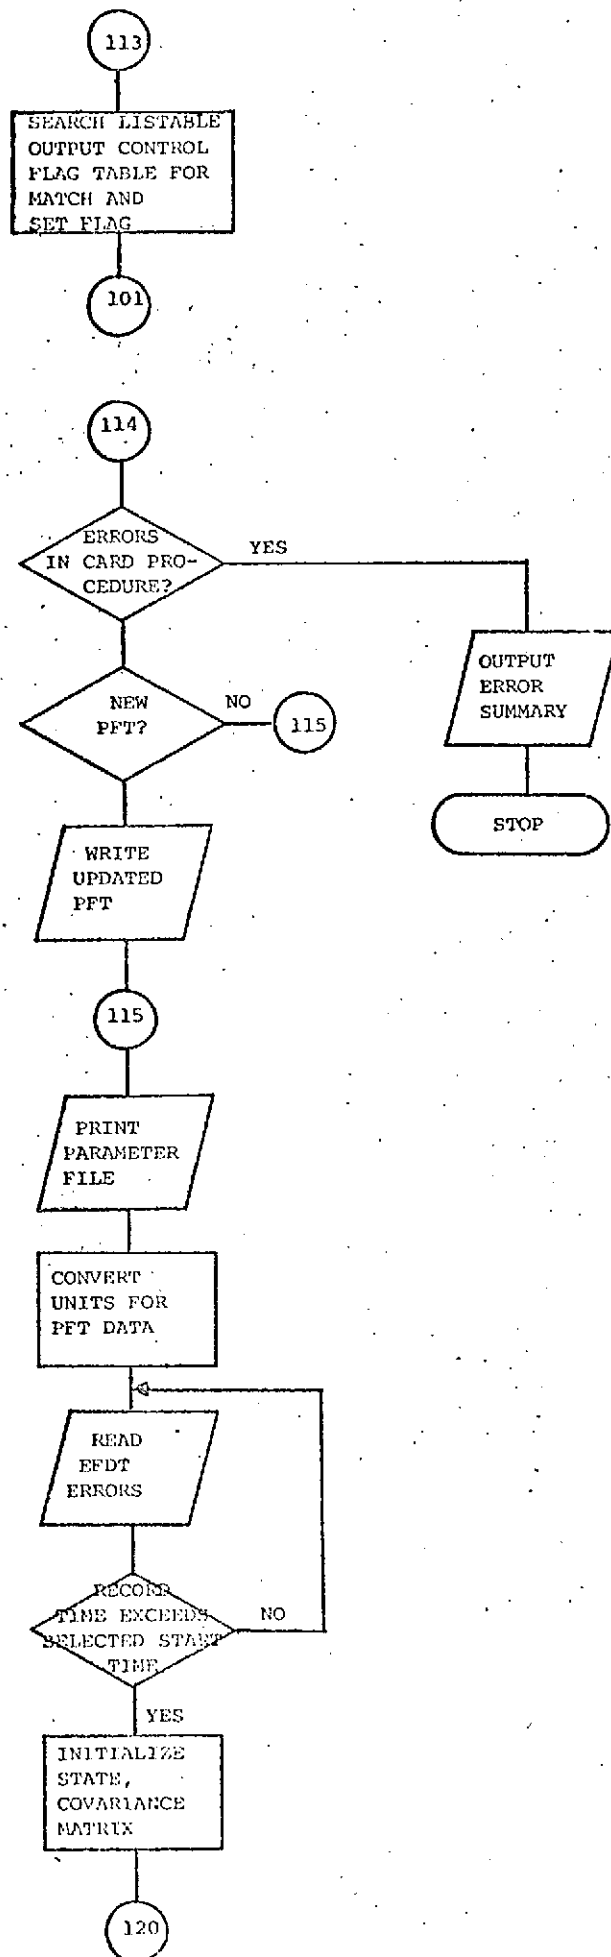 113
SEARCH LISTABLE
OUTPUT CONTROL
FLAG TABLE FOR
MATCH AND
SET FLAG
101
114
ERRORS
IN CARD PRO-
CEDURE?
YES
OUTPUT
ERROR
SUMMARY
STOP
NEW
PFT?
NO
115
WRITE
UPDATED
PFT
115
PRINT
PARAMETER
FILE
CONVERT
UNITS FOR
PFT DATA
READ
EFDT
ERRORS
RECORD
TIME EXCEEDS
SELECTED START
TIME
NO
YES
INITIALIZE
STATE,
COVARIANCE
MATRIX
120